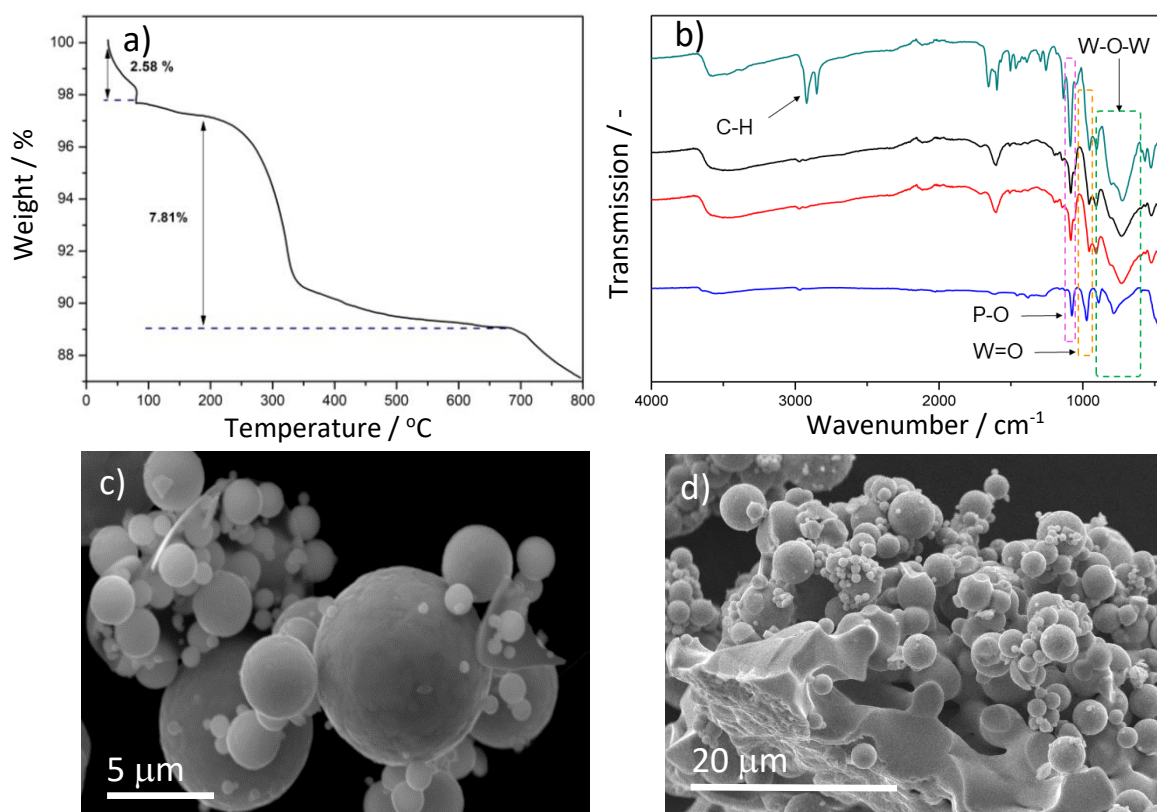 a)
100
98
96
94
92
90
88
Weight / %
2.58 %
7.81%
0
100
200
300
400
500
600
700
800
Temperature / °C
b)
W-O-W
C-H
P-O
W=O
Transmission / -
4000
3000
2000
1000
Wavenumber / cm⁻¹
c)
5 μm
d)
20 μm